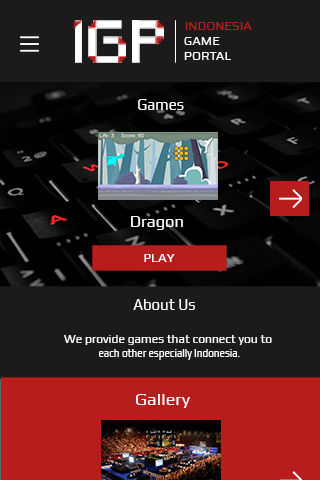 IGP
INDONESIA
GAME
PORTAL
Games
Life: 3 Score: 60
Dragon
PLAY
About Us
We provide games that connect you to
each other especially Indonesia.
Gallery